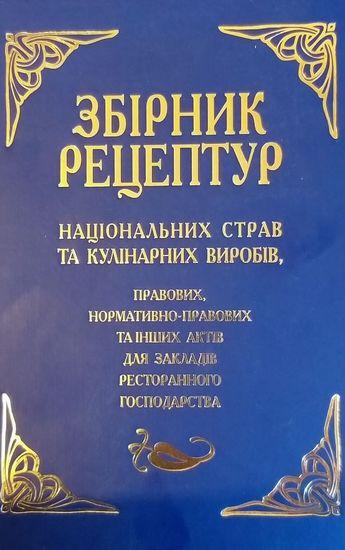 ЗБІРНИК
РЕЦЕПТУР
НАЦІОНАЛЬНИХ СТРАВ
ТА КУЛІНАРНИХ ВИРОБІВ,
ПРАВОВИХ,
НОРМАТИВНО-ПРАВОВИХ
ТА ІНШИХ АКТІВ
ДЛЯ ЗАКЛАДІВ
РЕСТОРАННОГО
ГОСПОДАРСТВА